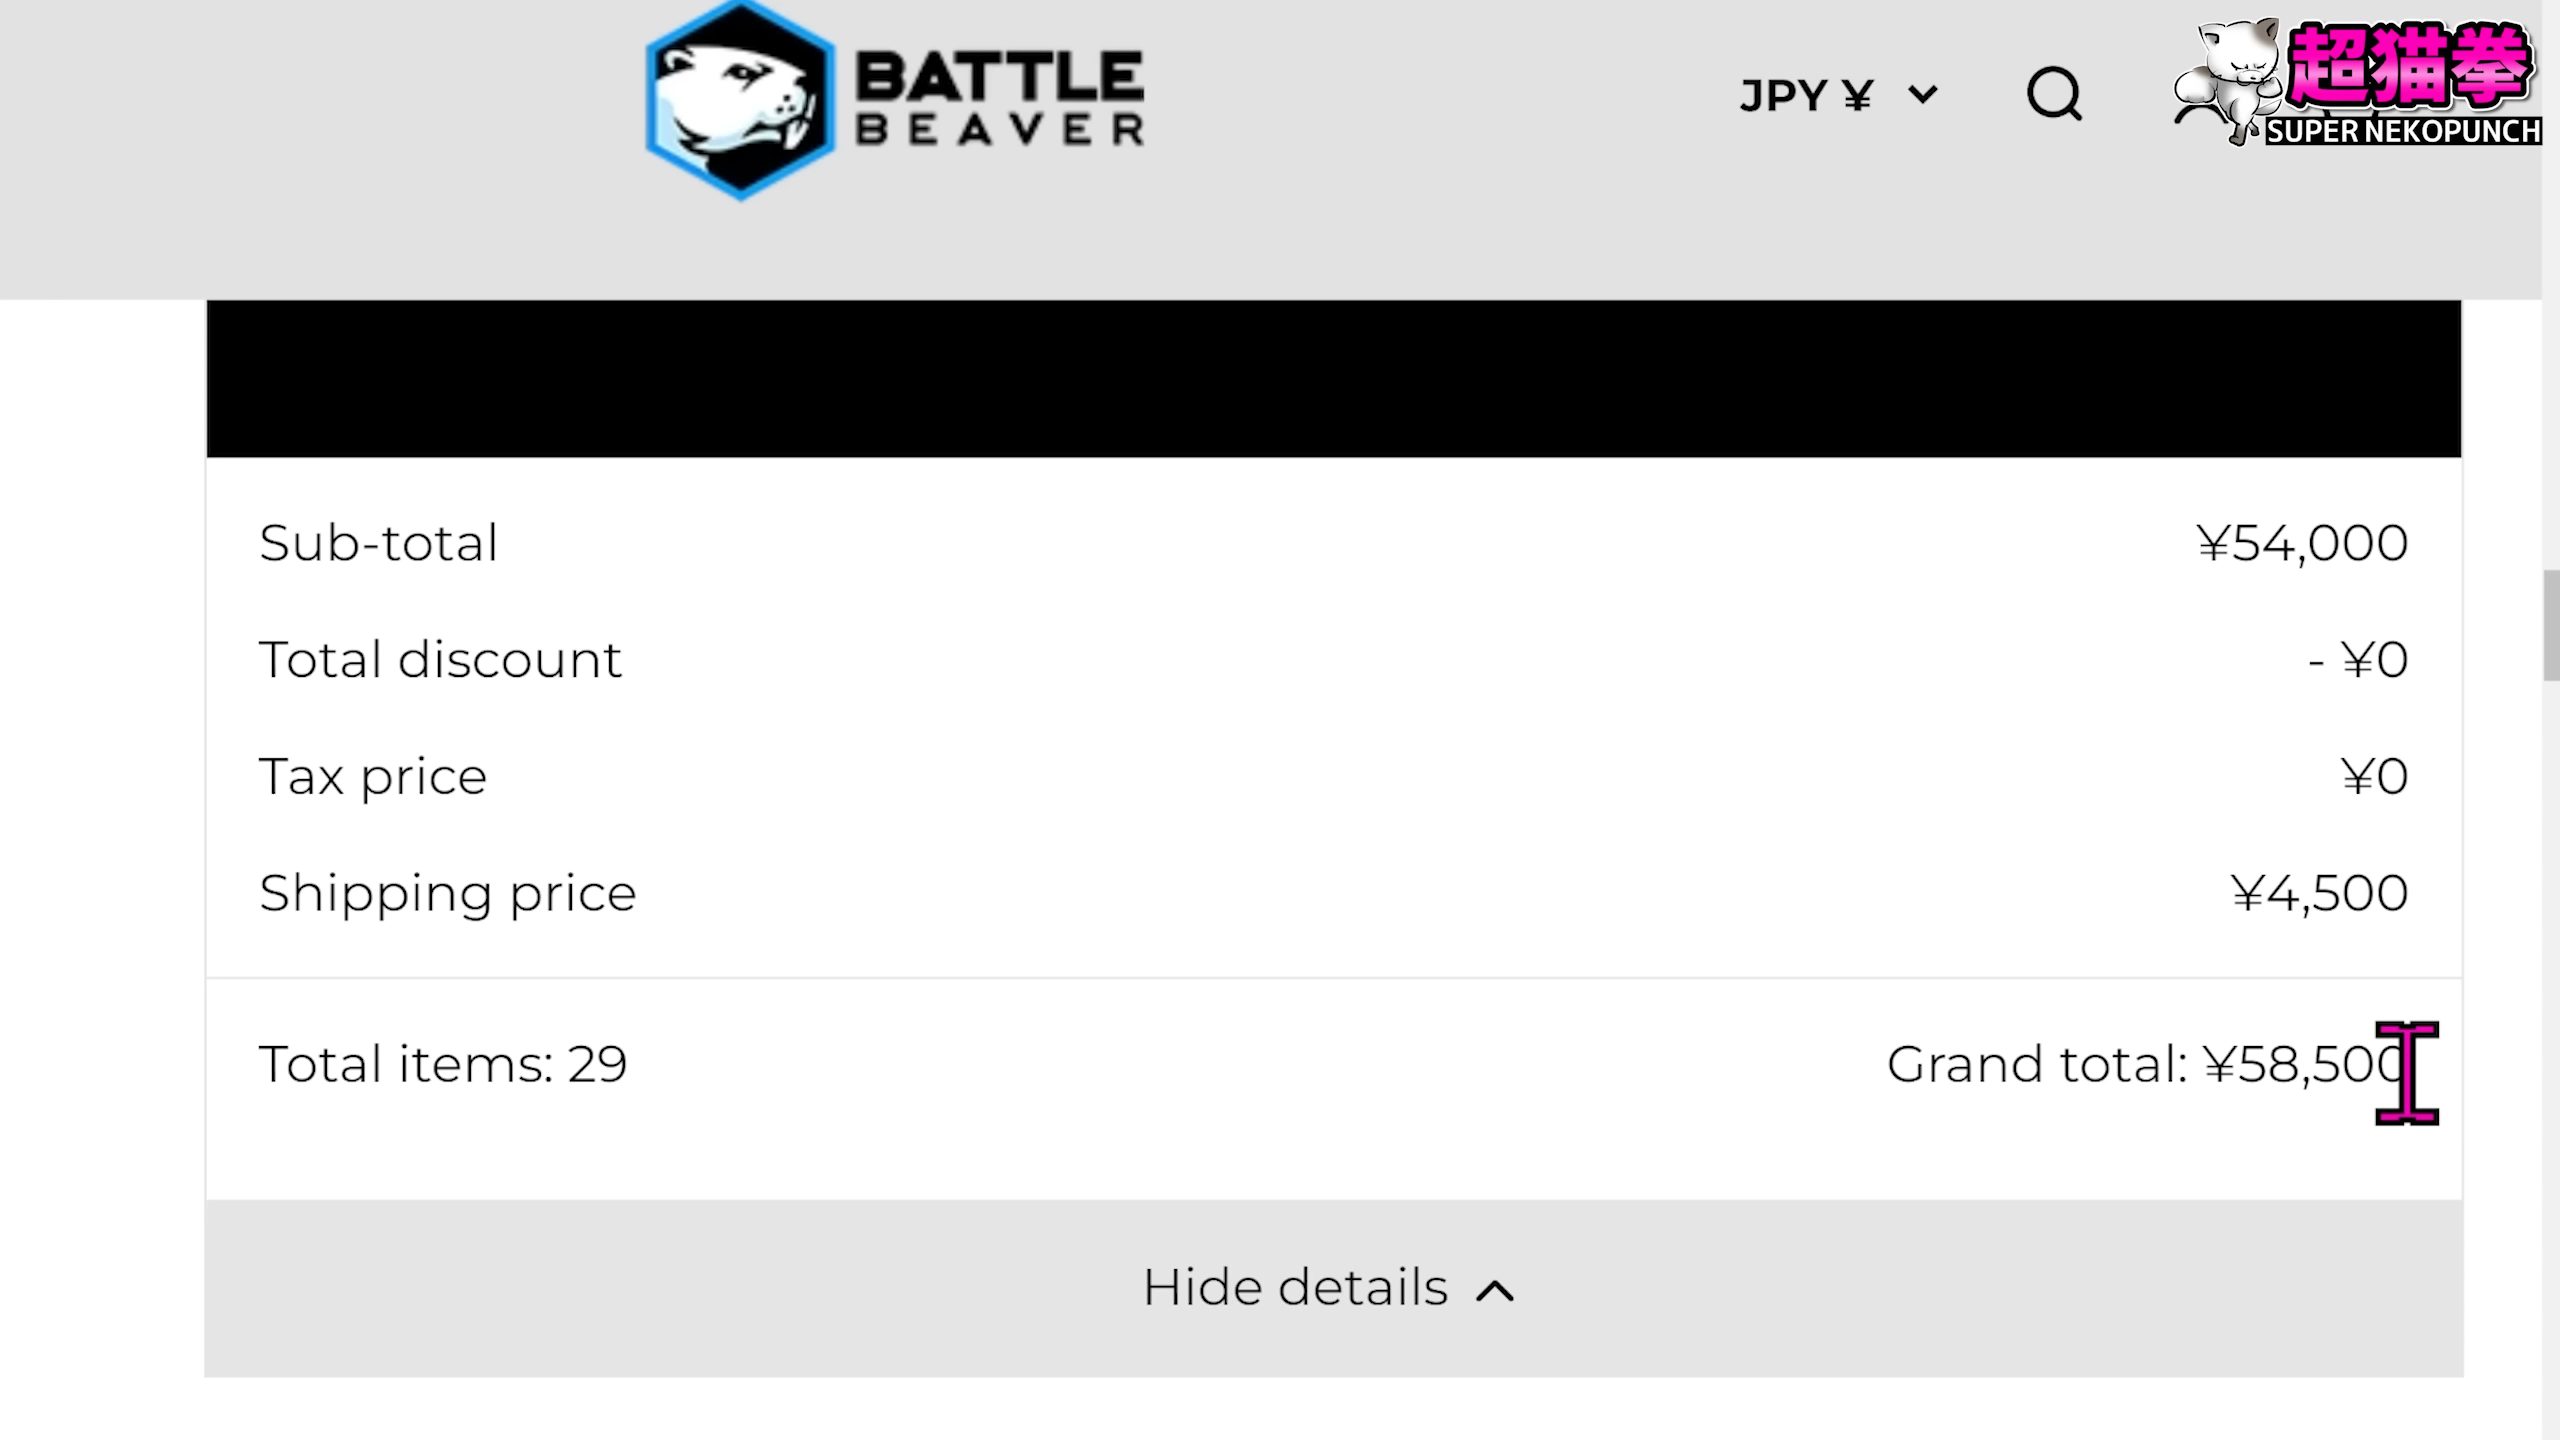 BATTLE
BEAVER
JPY ¥
超猫拳
SUPER NEKOPUNCH
Sub-total ¥54,000
Total discount - ¥0
Tax price ¥0
Shipping price ¥4,500
Total items: 29 Grand total: ¥58,500
Hide details